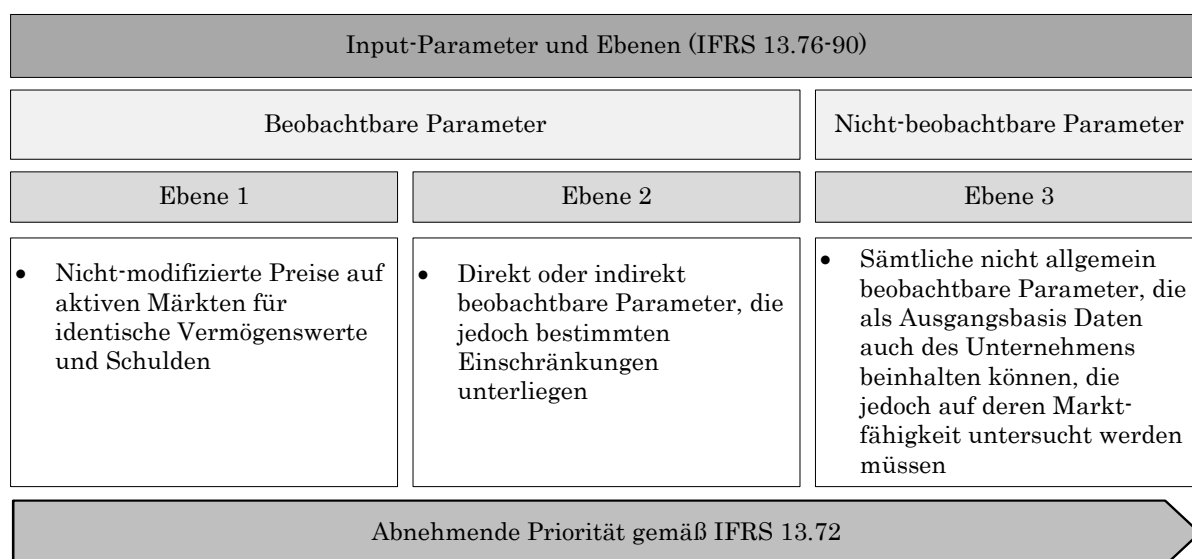 Input-Parameter und Ebenen (IFRS 13.76-90)
Beobachtbare Parameter
Nicht-beobachtbare Parameter
Ebene 1
Ebene 2
Ebene 3
• Nicht-modifizierte Preise auf
aktiven Märkten für
identische Vermögenswerte
und Schulden
• Direkt oder indirekt
beobachtbare Parameter, die
jedoch bestimmten
Einschränkungen
unterliegen
• Sämtliche nicht allgemein
beobachtbare Parameter, die
als Ausgangsbasis Daten
auch des Unternehmens
beinhalten können, die
jedoch auf deren Markt-
fähigkeit untersucht werden
müssen
Abnehmende Priorität gemäß IFRS 13.72